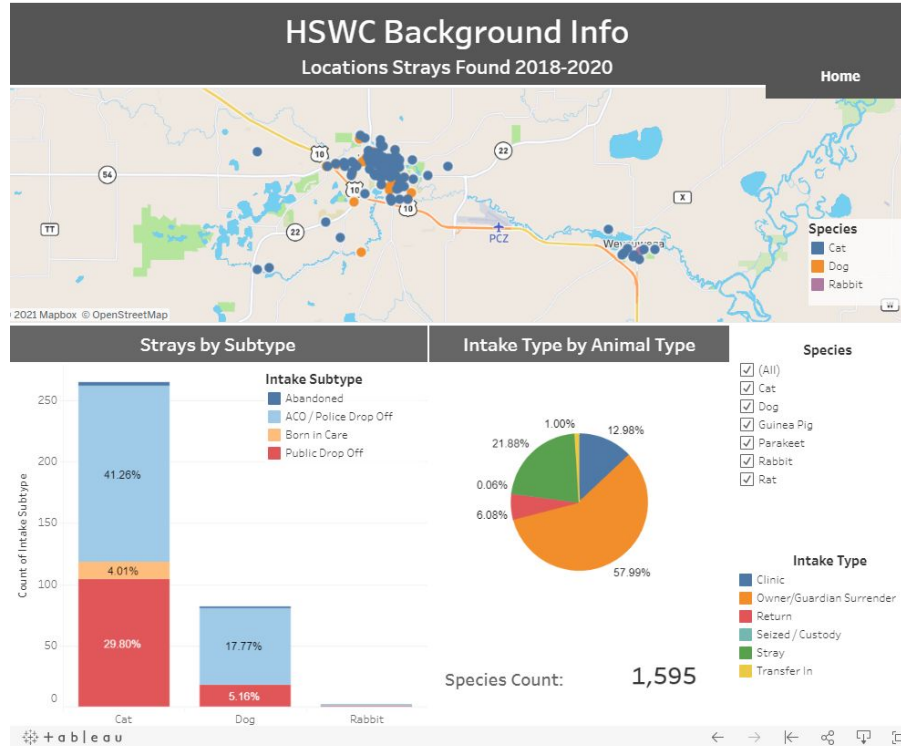 HSWC Background Info
Locations Strays Found 2018-2020
Home
10
22
54
10
10
X
TT
22
PCZ
Species
Cat
Dog
Rabbit
W
2021 Mapbox © OpenStreetMap
Strays by Subtype
Intake Type by Animal Type
Species
(All)
Cat
Dog
Guinea Pig
Parakeet
Rabbit
Rat
Intake Subtype
Abandoned
ACO / Police Drop Off
Born in Care
Public Drop Off
Count of Intake Subtype
250
200
150
100
50
0
41.26%
4.01%
29.80%
17.77%
5.16%
Cat
Dog
Rabbit
1.00%
12.98%
21.88%
0.06%
6.08%
57.99%
Species Count: 1,595
Intake Type
Clinic
Owner/Guardian Surrender
Return
Seized / Custody
Stray
Transfer In
+ a b | e a u